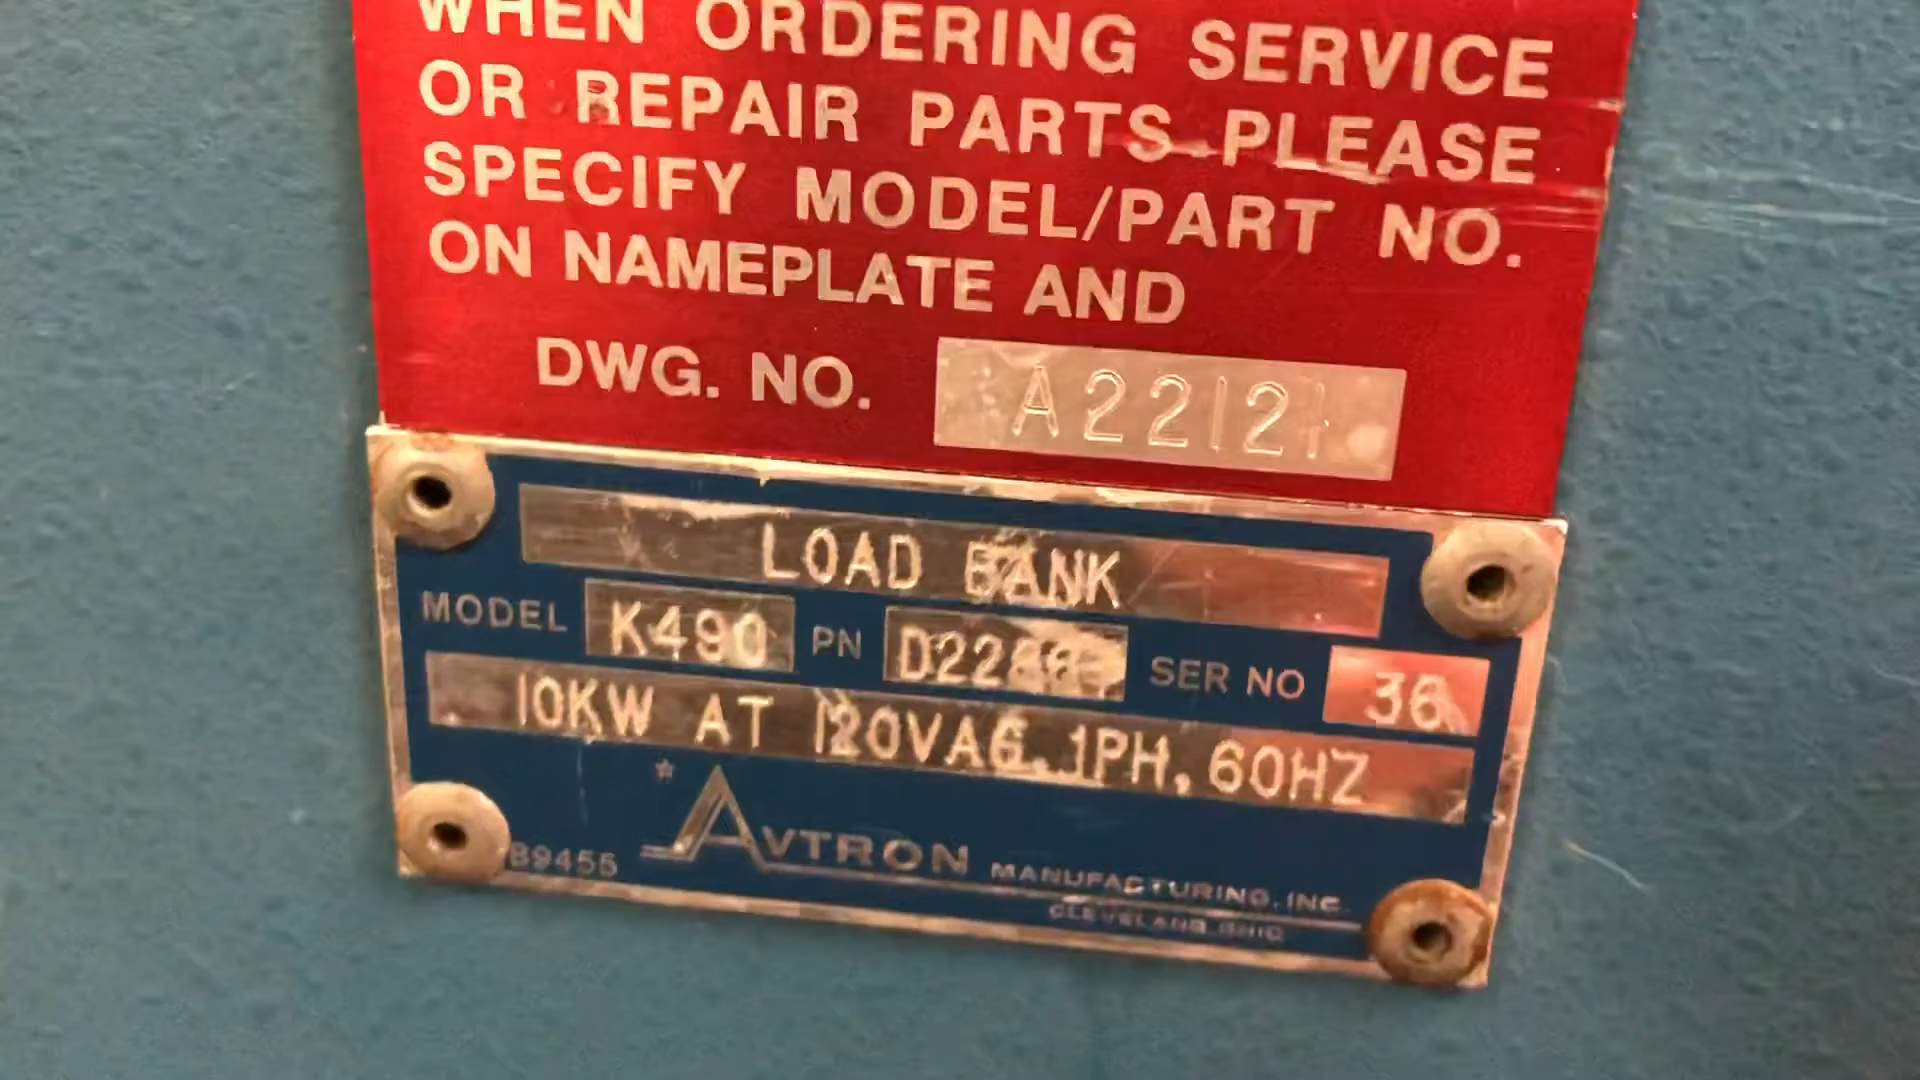 WHEN ORDERING SERVICE
OR REPAIR PARTS PLEASE
SPECIFY MODEL/PART NO.
ON NAMEPLATE AND
DWG. NO. A22121
LOAD BANK
MODEL K490 PN SER NO 36
10KW AT 120VAC, 1PH, 60HZ
B9455 AVTRON MANUFACTURING, INC.
CLEVELAND, OHIO